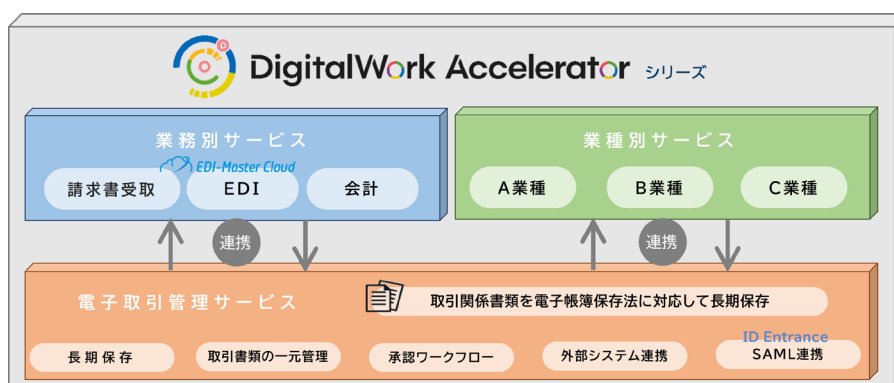 DigitalWork Accelerator シリーズ
業務別サービス
EDI-Master Cloud
請求書受取
EDI
会計
業種別サービス
A業種
B業種
C業種
連携
連携
電子取引管理サービス
取引関係書類を電子帳簿保存法に対応して長期保存
長期保存
取引書類の一元管理
承認ワークフロー
外部システム連携
ID Entrance
SAML連携